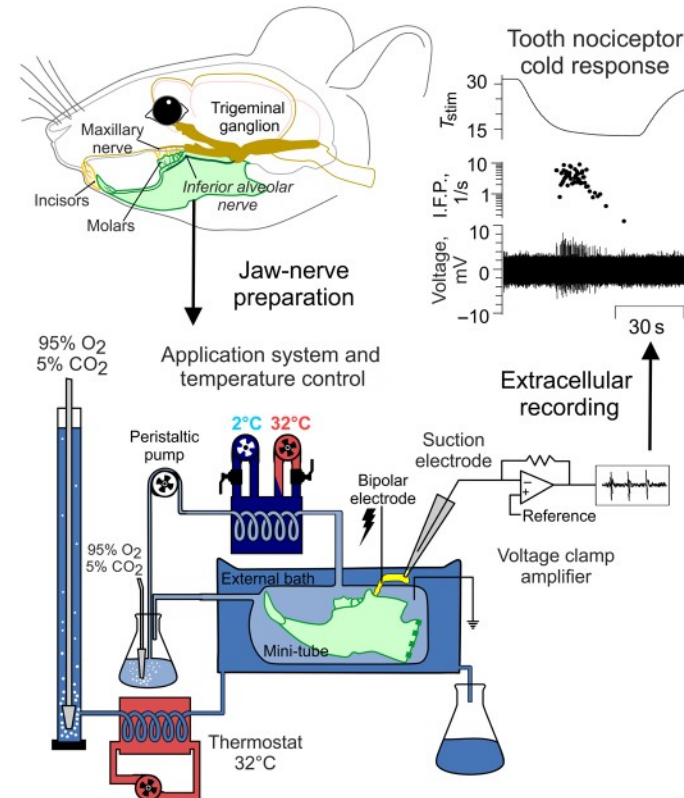 Tooth nociceptor
cold response
30
T stim
15
10
I.F.P.,
1/s
1
10
Voltage,
mV
0
−10
30 s
Trigeminal
ganglion
Maxillary
nerve
Incisors
Molars
Inferior alveolar
nerve
Jaw-nerve
preparation
95% O2
5% CO2
Application system and
temperature control
2°C 32°C
Peristaltic
pump
Extracellular
recording
Suction
electrode
Bipolar
electrode
Reference
Voltage clamp
amplifier
95% O2
5% CO2
External bath
Mini-tube
Thermostat
32°C